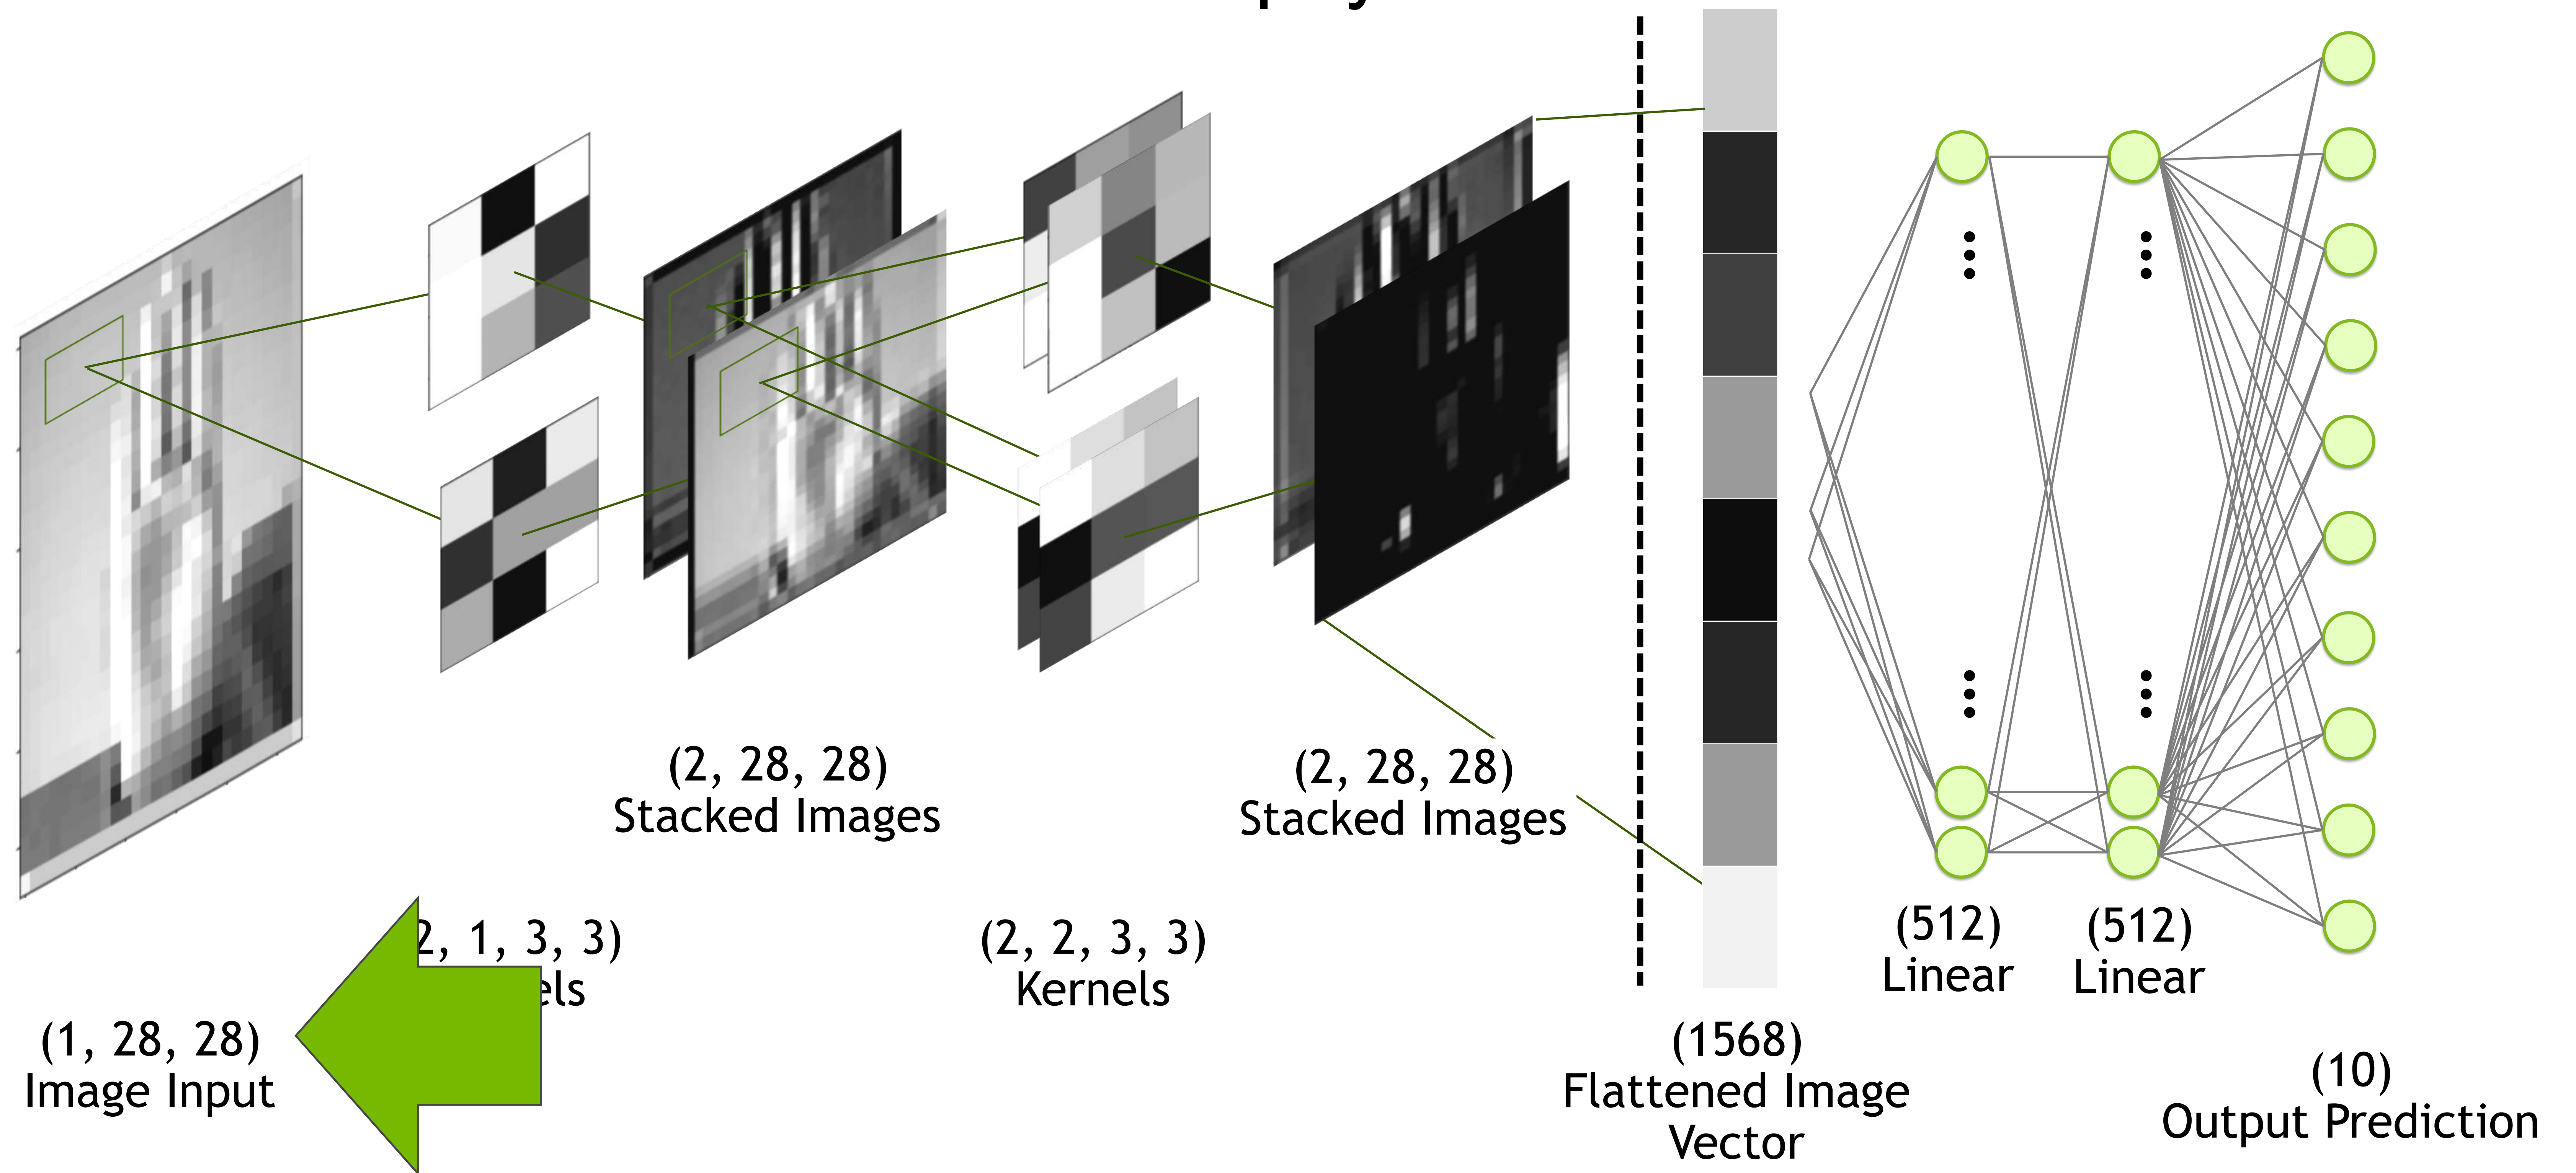 (2, 28, 28)
Stacked Images
(2, 28, 28)
Stacked Images
2, 1, 3, 3)
els
(2, 2, 3, 3)
Kernels
(512)
Linear
(512)
Linear
(1, 28, 28)
Image Input
(1568)
Flattened Image
Vector
(10)
Output Prediction